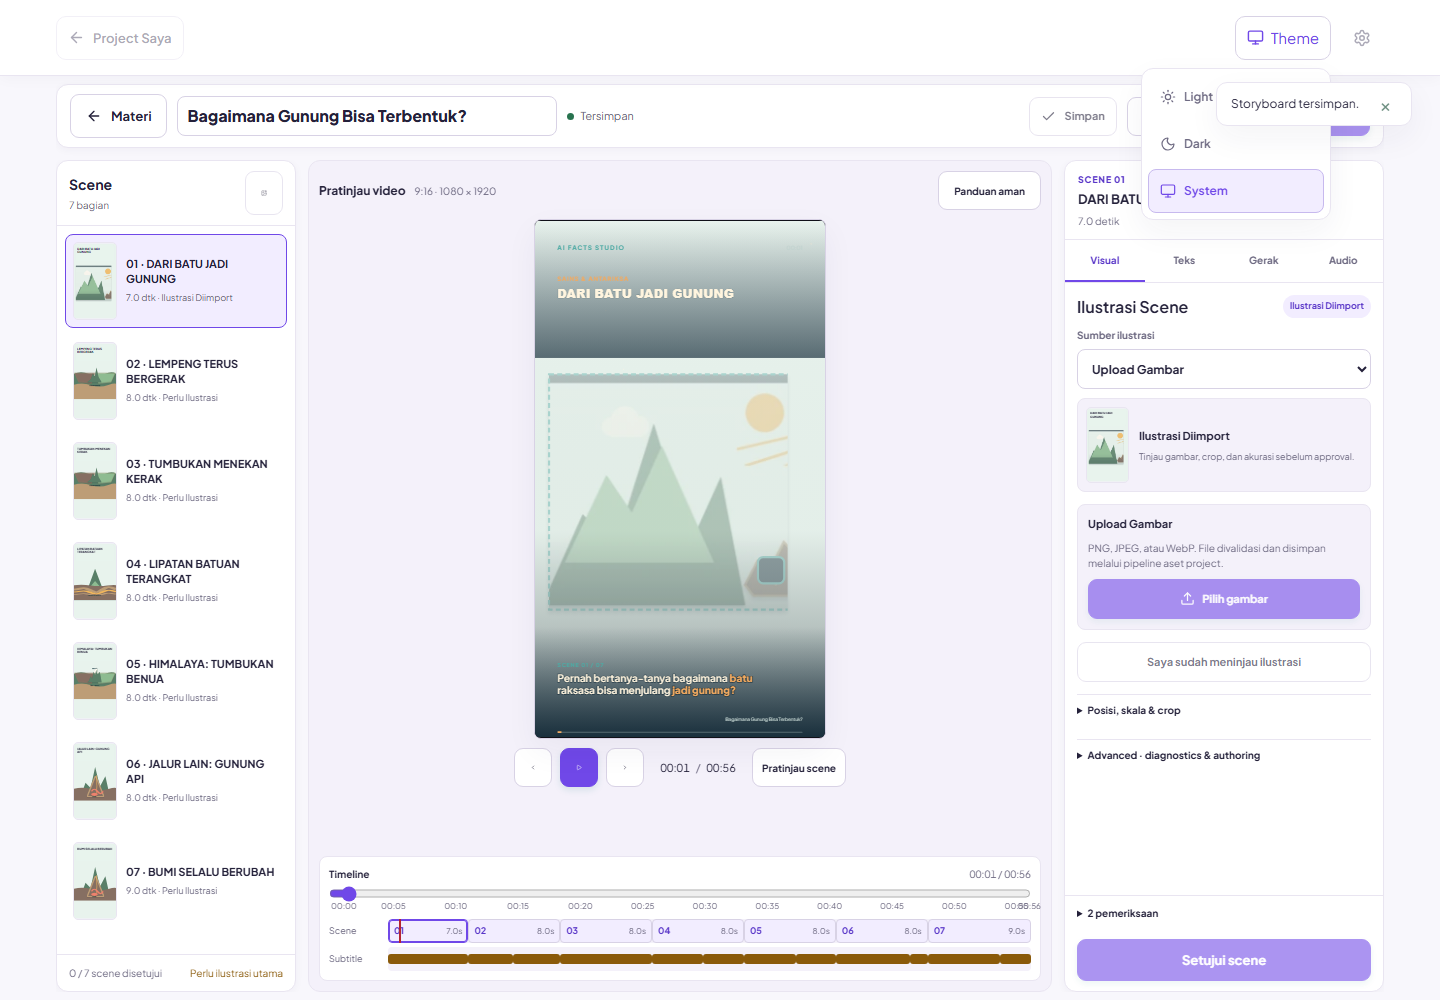 Project Saya
Theme
Light
Dark
System
Storyboard tersimpan.
Materi
Bagaimana Gunung Bisa Terbentuk?
Tersimpan
Simpan
Scene
7 bagian
01 · DARI BATU JADI
GUNUNG
7.0 dtk · Ilustrasi Diimport
02 · LEMPENG TERUS
BERGERAK
8.0 dtk · Perlu Ilustrasi
03 · TUMBUKAN MENEKAN
KERAK
8.0 dtk · Perlu Ilustrasi
04 · LIPATAN BATUAN
TERANGKAT
8.0 dtk · Perlu Ilustrasi
05 · HIMALAYA: TUMBUKAN
BENUA
8.0 dtk · Perlu Ilustrasi
06 · JALUR LAIN: GUNUNG
API
8.0 dtk · Perlu Ilustrasi
07 · BUMI SELALU BERUBAH
9.0 dtk · Perlu Ilustrasi
0 / 7 scene disetujui
Perlu ilustrasi utama
Pratinjau video
9:16 · 1080 × 1920
Panduan aman
AI FACTS STUDIO
DARI BATU JADI GUNUNG
Pernah bertanya-tanya bagaimana batu
raksasa bisa menjulang jadi gunung?
Bagaimana Gunung Bisa Terbentuk?
00:01 / 00:56
Pratinjau scene
Timeline
00:01 / 00:56
00:00 00:05 00:10 00:15 00:20 00:25 00:30 00:35 00:40 00:45 00:50
Scene
01 7.0s 02 8.0s 03 8.0s 04 8.0s 05 8.0s 06 8.0s 07 9.0s
Subtitle
SCENE 01
DARI BATU
7.0 detik
Visual
Teks
Gerak
Audio
Ilustrasi Scene
Ilustrasi Diimport
Sumber ilustrasi
Upload Gambar
Ilustrasi Diimport
Tinjau gambar, crop, dan akurasi sebelum approval.
Upload Gambar
PNG, JPEG, atau WebP. File divalidasi dan disimpan
melalui pipeline aset project.
Pilih gambar
Saya sudah meninjau ilustrasi
Posisi, skala & crop
Advanced · diagnostics & authoring
2 pemeriksaan
Setujui scene